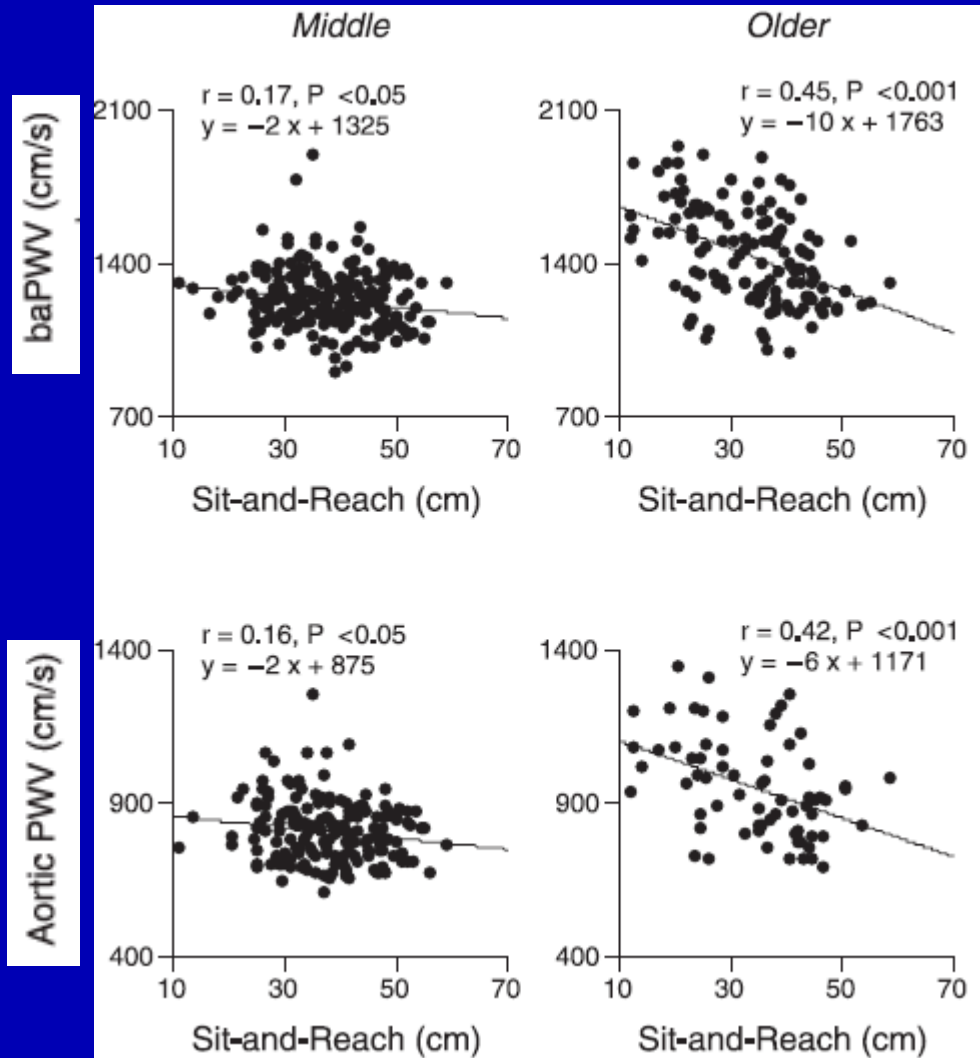 Middle
Older
baPWV (cm/s)
r = 0.17, P <0.05
y = −2 x + 1325
2100
1400
700
10 30 50 70
Sit-and-Reach (cm)
r = 0.45, P <0.001
y = −10 x + 1763
2100
1400
700
10 30 50 70
Sit-and-Reach (cm)
Aortic PWV (cm/s)
r = 0.16, P <0.05
y = −2 x + 875
1400
900
400
10 30 50 70
Sit-and-Reach (cm)
r = 0.42, P <0.001
y = −6 x + 1171
1400
900
400
10 30 50 70
Sit-and-Reach (cm)